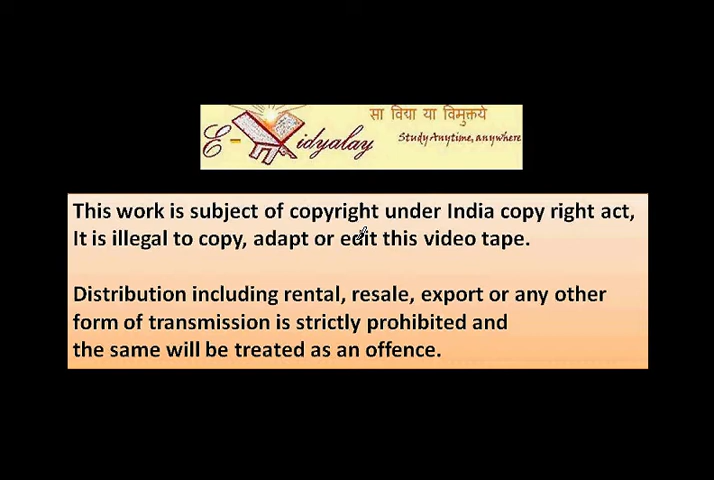 सा विद्या या विमुक्तये
E-Vidyalay
Study Anytime, anywhere
This work is subject of copyright under India copy right act,
It is illegal to copy, adapt or edit this video tape.
Distribution including rental, resale, export or any other
form of transmission is strictly prohibited and
the same will be treated as an offence.